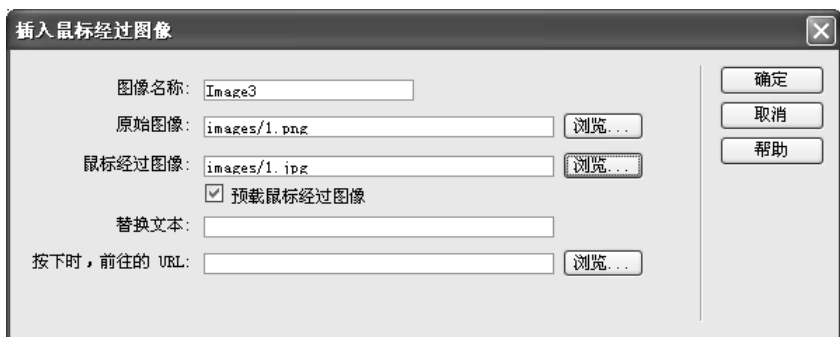 插入鼠标经过图像
图像名称: Image3
确定
原始图像: images/1.png 浏览...
取消
鼠标经过图像: images/1.jpg 浏览...
帮助
预载鼠标经过图像
替换文本:
按下时，前往的 URL: 浏览...